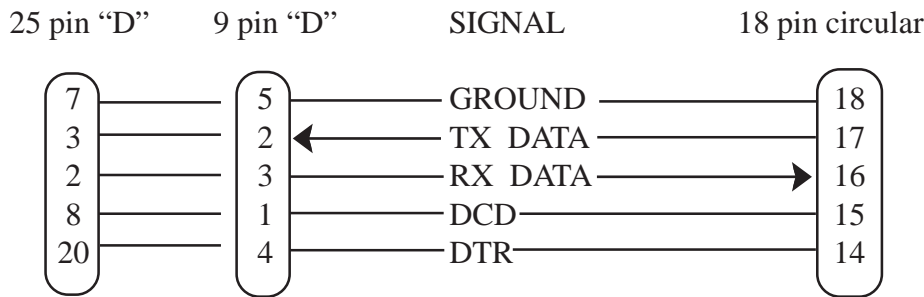 25 pin “D” 9 pin “D” SIGNAL 18 pin circular
7 5 GROUND 18
3 2 TX DATA 17
2 3 RX DATA 16
8 1 DCD 15
20 4 DTR 14